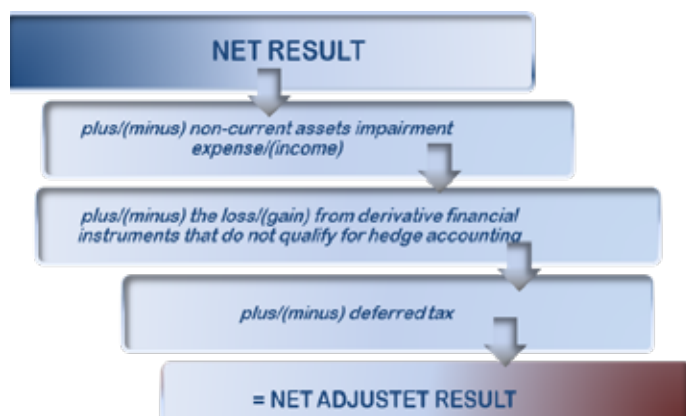 NET RESULT
plus/(minus) non-current assets impairment
expense/(income)
plus/(minus) the loss/(gain) from derivative financial
instruments that do not qualify for hedge accounting
plus/(minus) deferred tax
= NET ADJUSTET RESULT